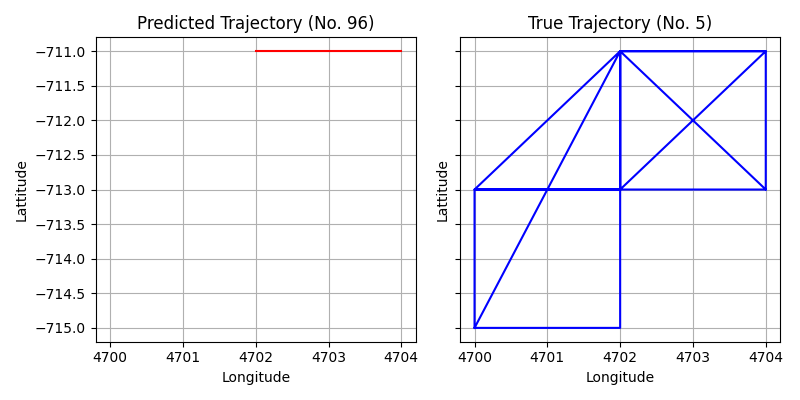 Predicted Trajectory (No. 96)
−711.0
−711.5
−712.0
−712.5
−713.0
−713.5
−714.0
−714.5
−715.0
Lattitude
4700 4701 4702 4703 4704
Longitude
True Trajectory (No. 5)
Lattitude
4700 4701 4702 4703 4704
Longitude